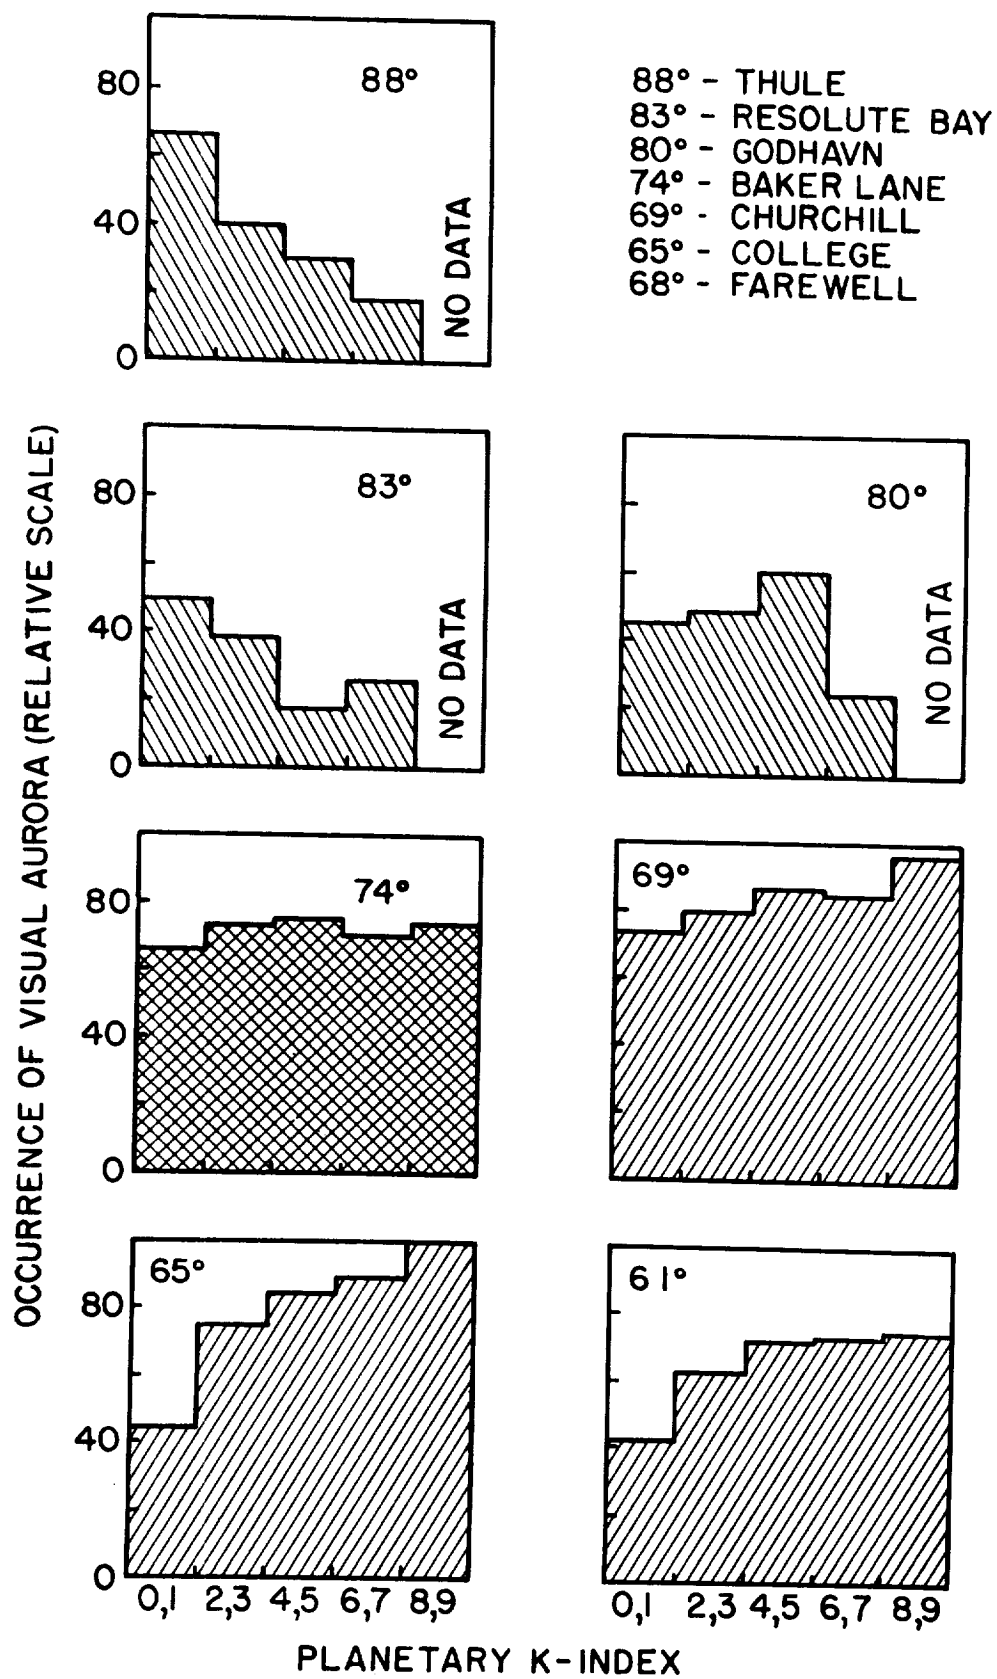 88° - THULE
83° - RESOLUTE BAY
80° - GODHAVN
74° - BAKER LANE
69° - CHURCHILL
65° - COLLEGE
68° - FAREWELL
OCCURRENCE OF VISUAL AURORA (RELATIVE SCALE)
88°
80
40
0
NO DATA
83°
80
40
0
NO DATA
80°
NO DATA
74°
80
40
0
69°
65°
80
40
0
0,1 2,3 4,5 6,7 8,9
61°
0,1 2,3 4,5 6,7 8,9
PLANETARY K-INDEX